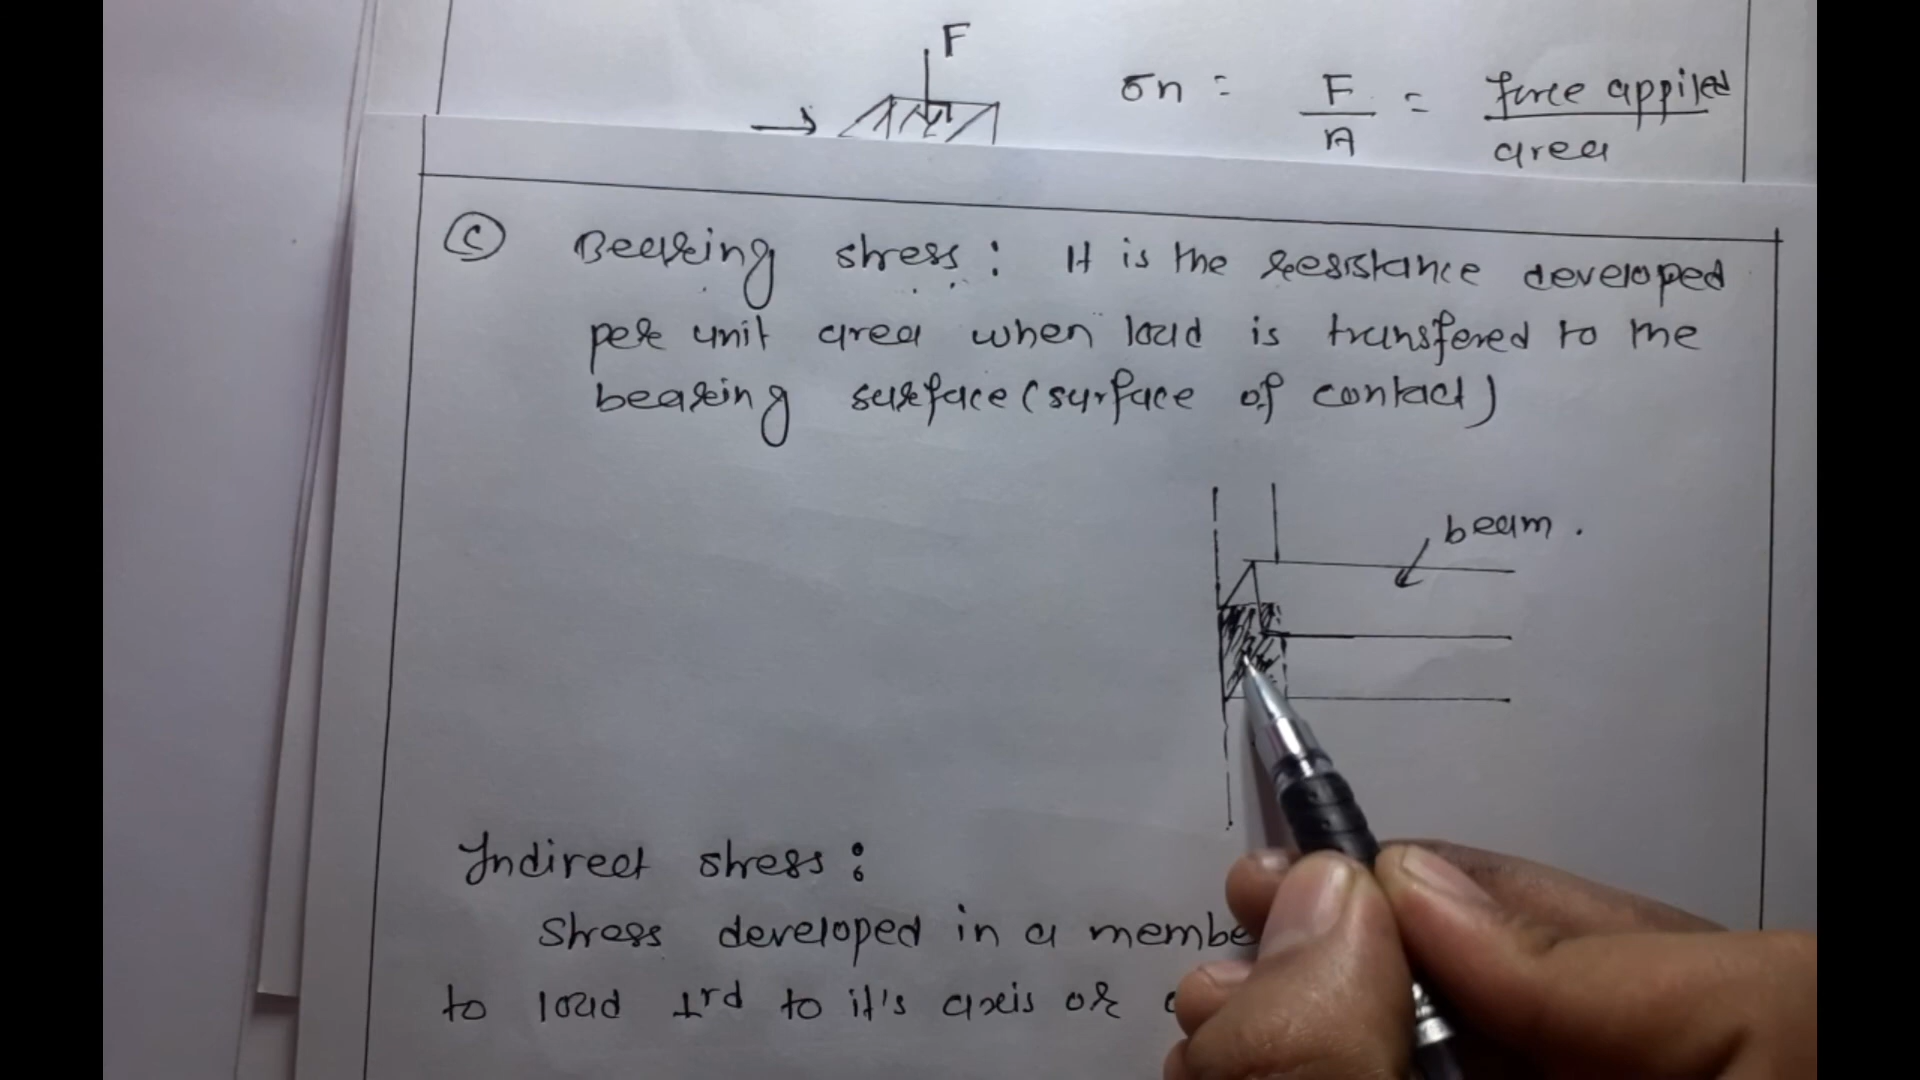 F
σn = F/A = force appiled/area
(C) Bearing stress : It is the resistance developed
per unit area when load is transfered to the
bearing surface (surface of contact)
beam.
Indirect stress :
stress developed in a membe
to load ⊥rd to it's axis or